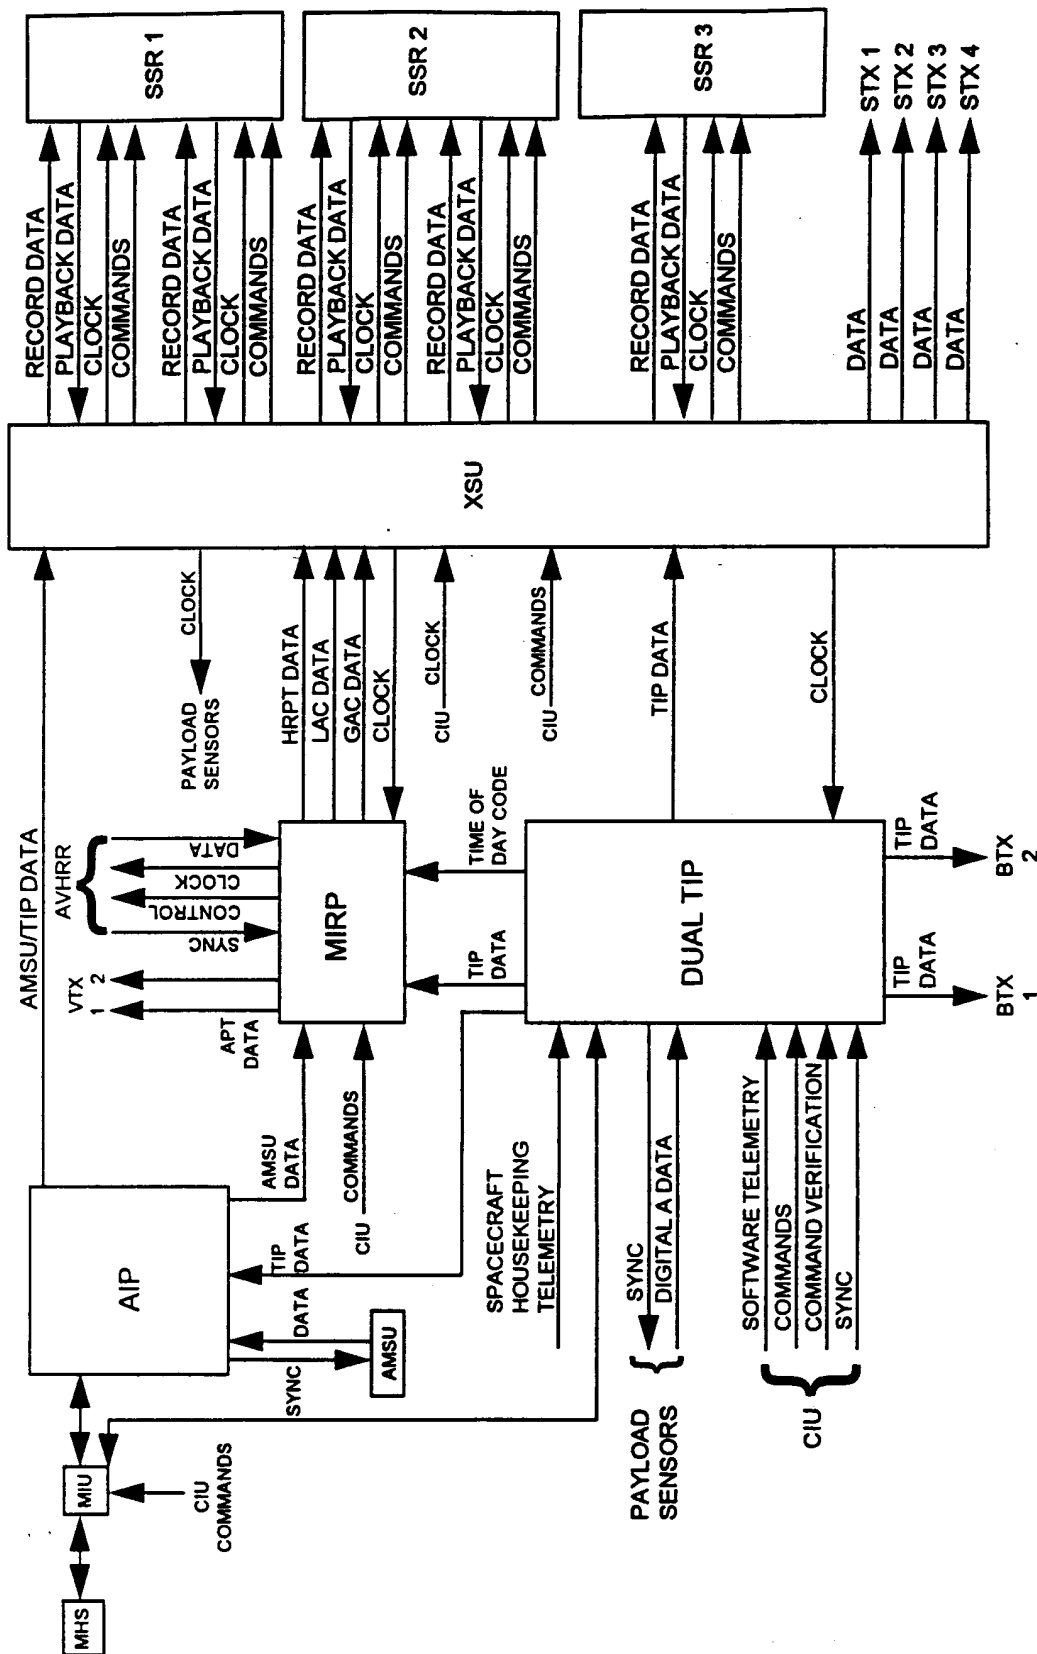 MHS
MIU
CIU
COMMANDS
AIP
SYNC
DATA
AMSU
TIP
DATA
AMSU
DATA
CIU
COMMANDS
AMSU/TIP DATA
APT
DATA
VTX
1 2
AVHRR
SYNC
CONTROL
CLOCK
DATA
MIRP
PAYLOAD
SENSORS
CLOCK
HRPT DATA
LAC DATA
GAC DATA
CLOCK
CIU
CLOCK
CIU
COMMANDS
TIP
DATA
TIME OF
DAY CODE
SPACECRAFT
HOUSEKEEPING
TELEMETRY
SYNC
DIGITAL A DATA
PAYLOAD
SENSORS
SOFTWARE TELEMETRY
COMMANDS
COMMAND VERIFICATION
SYNC
CIU
DUAL TIP
TIP DATA
CLOCK
TIP
DATA
BTX
1
TIP
DATA
BTX
2
XSU
RECORD DATA
PLAYBACK DATA
CLOCK
COMMANDS
RECORD DATA
PLAYBACK DATA
CLOCK
COMMANDS
SSR 1
RECORD DATA
PLAYBACK DATA
CLOCK
COMMANDS
RECORD DATA
PLAYBACK DATA
CLOCK
COMMANDS
SSR 2
RECORD DATA
PLAYBACK DATA
CLOCK
COMMANDS
SSR 3
DATA STX 1
DATA STX 2
DATA STX 3
DATA STX 4